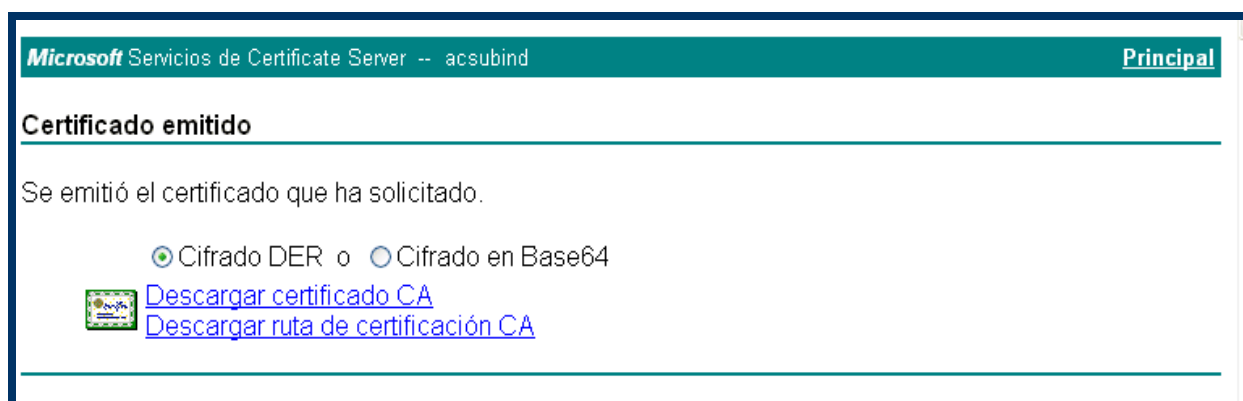 Microsoft Servicios de Certificate Server -- acsubind Principal
Certificado emitido
Se emitió el certificado que ha solicitado.
Cifrado DER o Cifrado en Base64
Descargar certificado CA
Descargar ruta de certificación CA